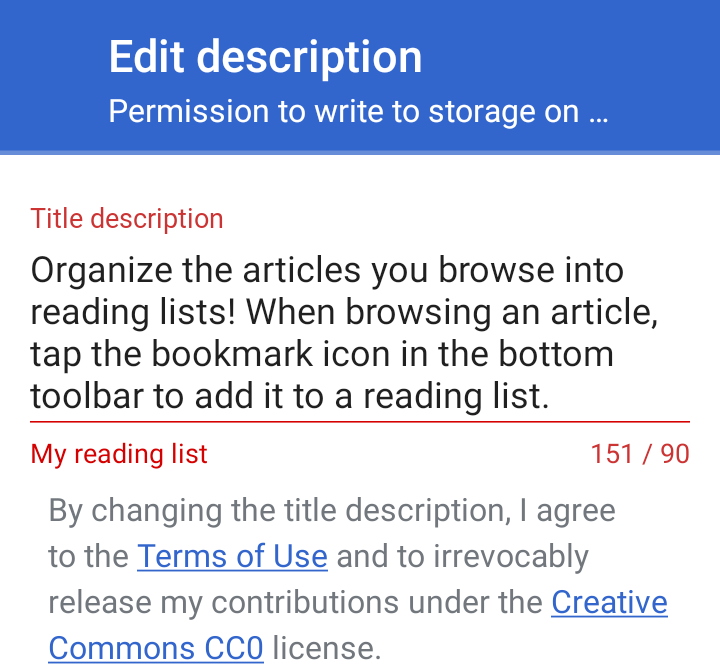 Edit description
Permission to write to storage on ...
Title description
Organize the articles you browse into
reading lists! When browsing an article,
tap the bookmark icon in the bottom
toolbar to add it to a reading list.
My reading list
151 / 90
By changing the title description, I agree
to the Terms of Use and to irrevocably
release my contributions under the Creative
Commons CC0 license.